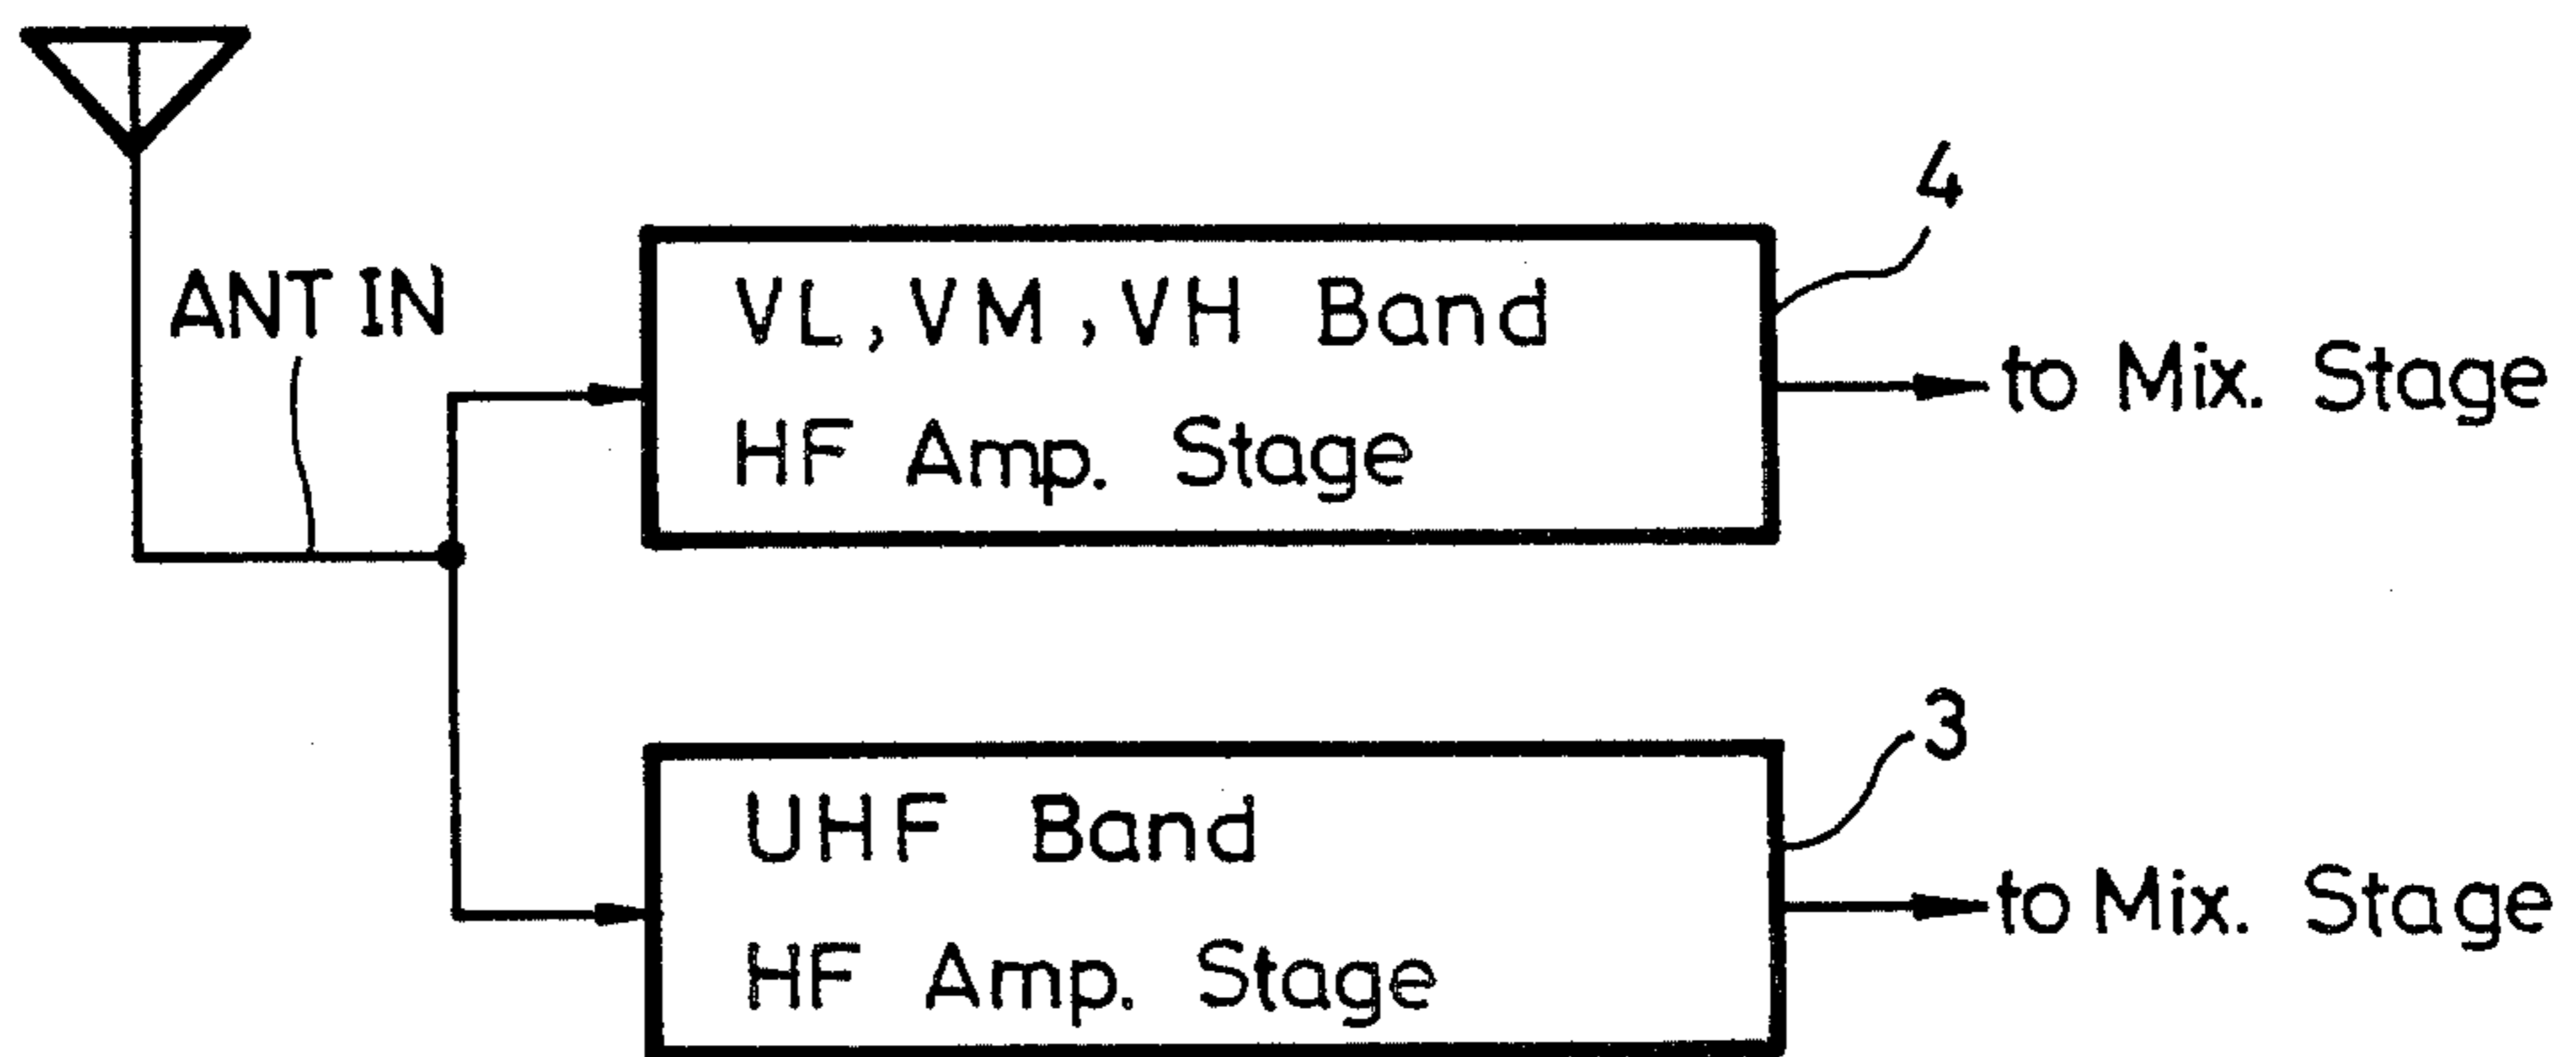 ANT IN
4
VL, VM, VH Band
HF Amp. Stage
to Mix. Stage
3
UHF Band
HF Amp. Stage
to Mix. Stage